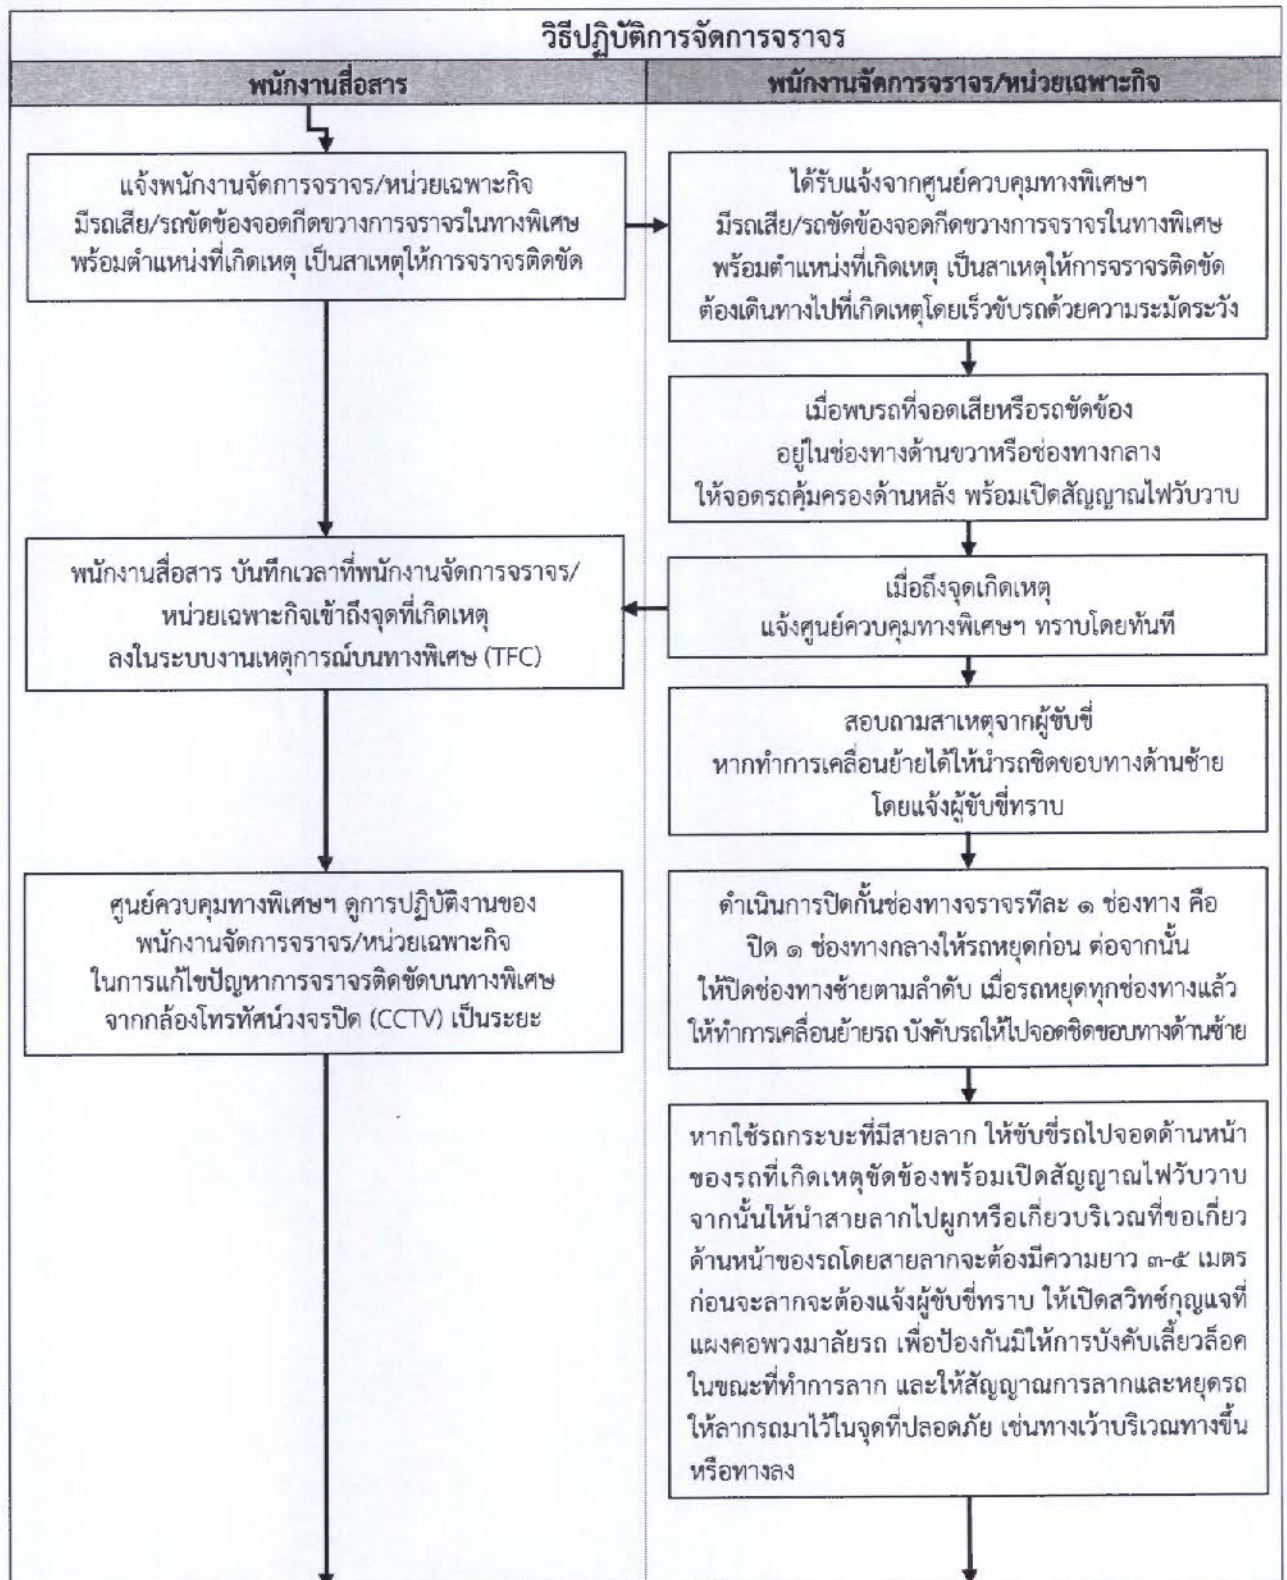 วิธีปฏิบัติการจัดการจราจร
พนักงานสื่อสาร
พนักงานจัดการจราจร/หน่วยเฉพาะกิจ
แจ้งพนักงานจัดการจราจร/หน่วยเฉพาะกิจ
มีรถเสีย/รถขัดข้องจอดกีดขวางการจราจรในทางพิเศษ
พร้อมตำแหน่งที่เกิดเหตุ เป็นสาเหตุให้การจราจรติดขัด
ได้รับแจ้งจากศูนย์ควบคุมทางพิเศษฯ
มีรถเสีย/รถขัดข้องจอดกีดขวางการจราจรในทางพิเศษ
พร้อมตำแหน่งที่เกิดเหตุ เป็นสาเหตุให้การจราจรติดขัด
ต้องเดินทางไปที่เกิดเหตุโดยเร็วขับรถด้วยความระมัดระวัง
เมื่อพบรถที่จอดเสียหรือรถขัดข้อง
อยู่ในช่องทางด้านขวาหรือช่องทางกลาง
ให้จอดรถคุ้มครองด้านหลัง พร้อมเปิดสัญญาณไฟวับวาบ
เมื่อถึงจุดเกิดเหตุ
แจ้งศูนย์ควบคุมทางพิเศษฯ ทราบโดยทันที
พนักงานสื่อสาร บันทึกเวลาที่พนักงานจัดการจราจร/
หน่วยเฉพาะกิจเข้าถึงจุดที่เกิดเหตุ
ลงในระบบงานเหตุการณ์บนทางพิเศษ (TFC)
สอบถามสาเหตุจากผู้ขับขี่
หากทำการเคลื่อนย้ายได้ให้นำรถชิดขอบทางด้านซ้าย
โดยแจ้งผู้ขับขี่ทราบ
ศูนย์ควบคุมทางพิเศษฯ ดูการปฏิบัติงานของ
พนักงานจัดการจราจร/หน่วยเฉพาะกิจ
ในการแก้ไขปัญหาการจราจรติดขัดบนทางพิเศษ
จากกล้องโทรทัศน์วงจรปิด (CCTV) เป็นระยะ
ดำเนินการปิดกั้นช่องทางจราจรทีละ ๑ ช่องทาง คือ
ปิด ๑ ช่องทางกลางให้รถหยุดก่อน ต่อจากนั้น
ให้ปิดช่องทางซ้ายตามลำดับ เมื่อรถหยุดทุกช่องทางแล้ว
ให้ทำการเคลื่อนย้ายรถ บังคับรถให้ไปจอดชิดขอบทางด้านซ้าย
หากใช้รถกระบะที่มีสายลาก ให้ขับขี่รถไปจอดด้านหน้า
ของรถที่เกิดเหตุขัดข้องพร้อมเปิดสัญญาณไฟวับวาบ
จากนั้นให้นำสายลากไปผูกหรือเกี่ยวบริเวณที่ขอเกี่ยว
ด้านหน้าของรถโดยสายลากจะต้องมีความยาว ๓-๕ เมตร
ก่อนจะลากจะต้องแจ้งผู้ขับขี่ทราบ ให้เปิดสวิทช์กุญแจที่
แผงคอพวงมาลัยรถ เพื่อป้องกันมิให้การบังคับเลี้ยวล็อค
ในขณะที่ทำการลาก และให้สัญญาณการลากและหยุดรถ
ให้ลากรถมาไว้ในจุดที่ปลอดภัย เช่นทางเว้าบริเวณทางขึ้น
หรือทางลง